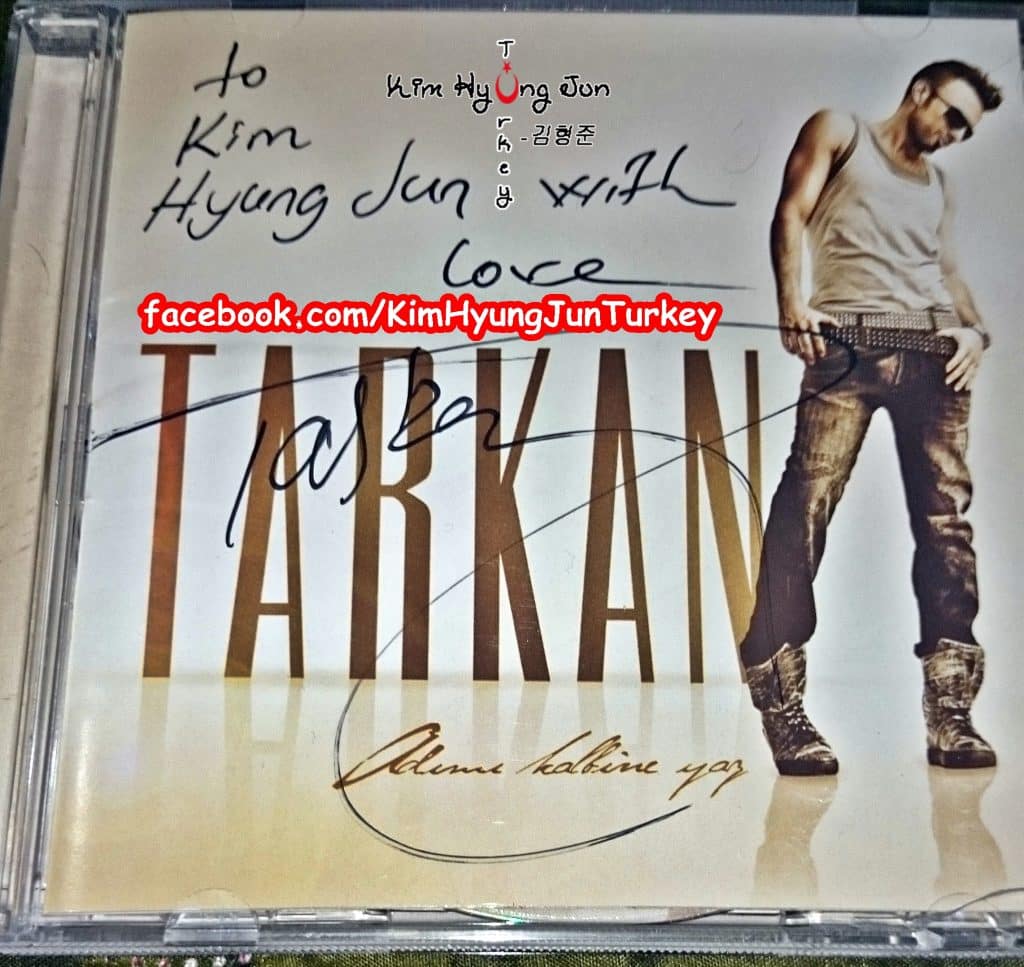 to
Kim
Hyung Jun with
Love
Kim Hyung Jun
Turkey
-김형준
facebook.com/KimHyungJunTurkey
TARKAN
Tarkan
Adımı kalbine yaz